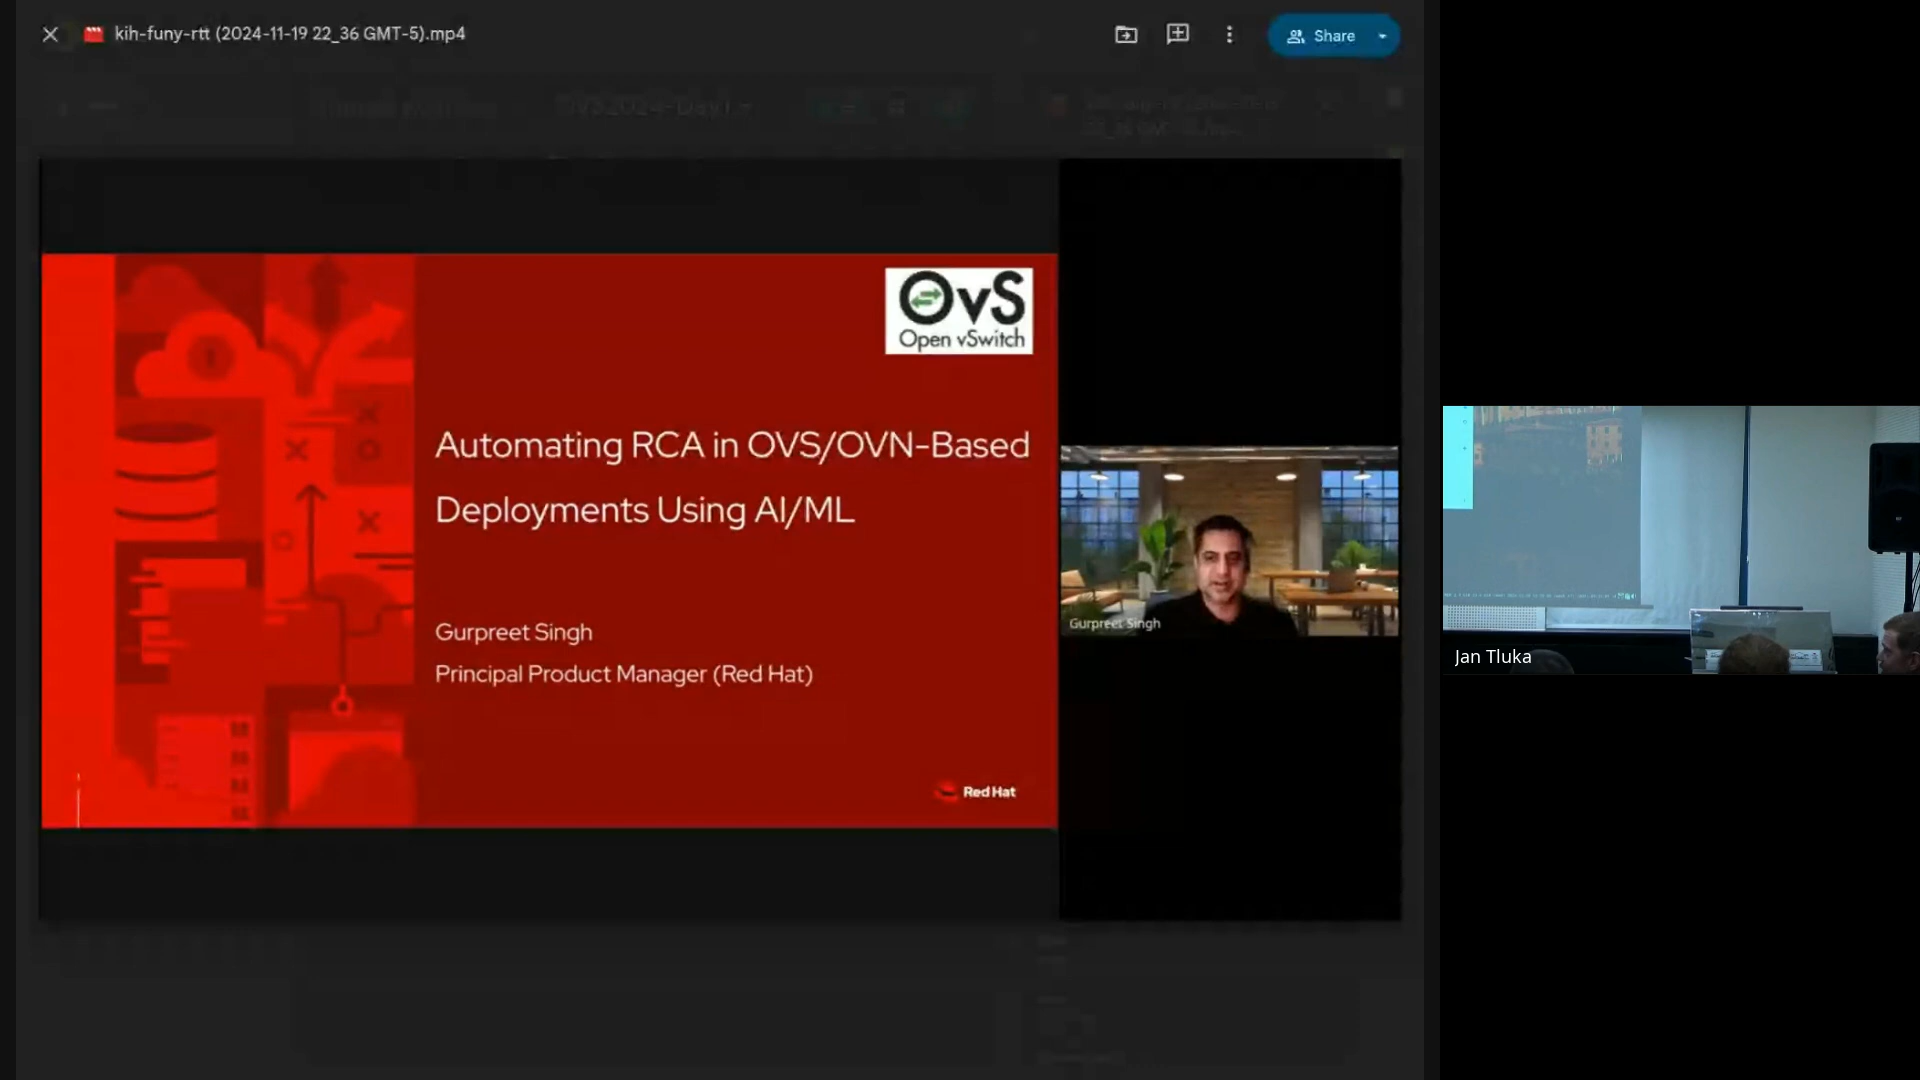 kih-funy-rtt (2024-11-19 22_36 GMT-5).mp4
Share
OvS
Open vSwitch
Automating RCA in OVS/OVN-Based
Deployments Using AI/ML
Gurpreet Singh
Principal Product Manager (Red Hat)
Red Hat
Gurpreet Singh
Jan Tluka